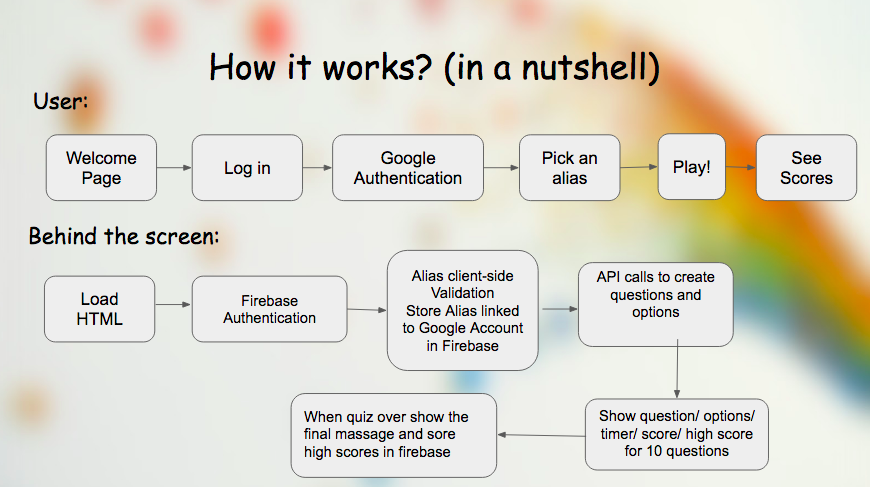 How it works? (in a nutshell)
User:
Welcome
Page
Log in
Google
Authentication
Pick an
alias
Play!
See
Scores
Behind the screen:
Load
HTML
Firebase
Authentication
Alias client-side
Validation
Store Alias linked
to Google Account
in Firebase
API calls to create
questions and
options
Show question/ options/
timer/ score/ high score
for 10 questions
When quiz over show the
final massage and sore
high scores in firebase